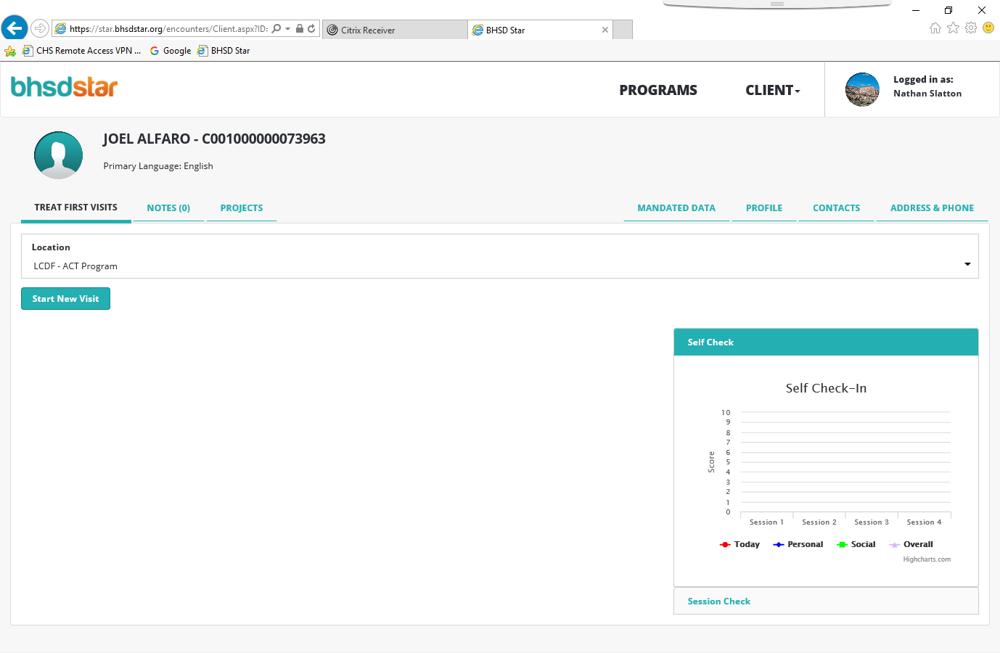 https://star.bhsdstar.org/encounters/Client.aspx?ID:
Citrix Receiver
BHSD Star
CHS Remote Access VPN ...
Google
BHSD Star
bhsdstar
PROGRAMS
CLIENT
Logged in as:
Nathan Slatton
JOEL ALFARO - C001000000073963
Primary Language: English
TREAT FIRST VISITS
NOTES (0)
PROJECTS
MANDATED DATA
PROFILE
CONTACTS
ADDRESS & PHONE
Location
LCDF - ACT Program
Start New Visit
Self Check
Self Check-In
Score
10
9
8
7
6
5
4
3
2
1
0
Session 1
Session 2
Session 3
Session 4
Today
Personal
Social
Overall
Highcharts.com
Session Check